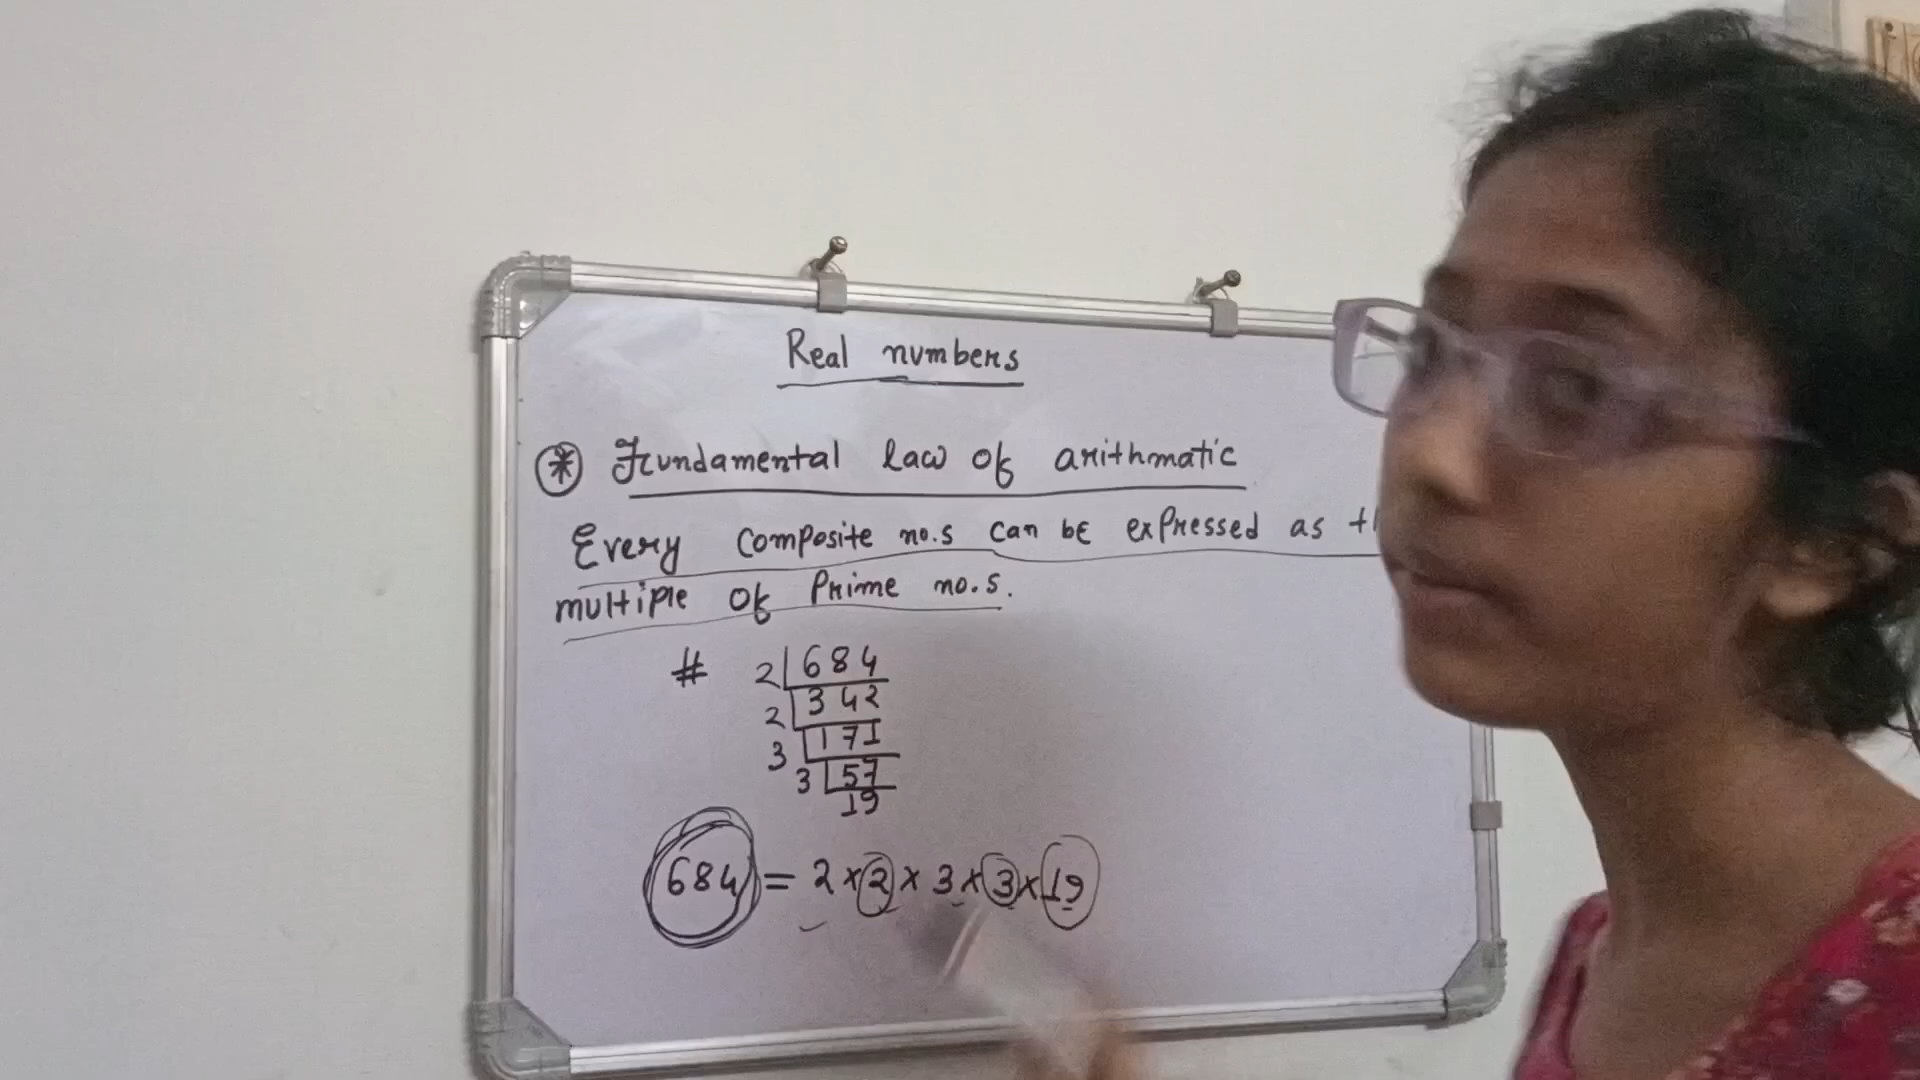 Real numbers
* Fundamental law of arithmatic
Every composite no.s can be expressed as
multiple of Prime no.s.
# 2 684
2 342
3 171
3 57
19
684 = 2 × 2 × 3 × 3 × 19